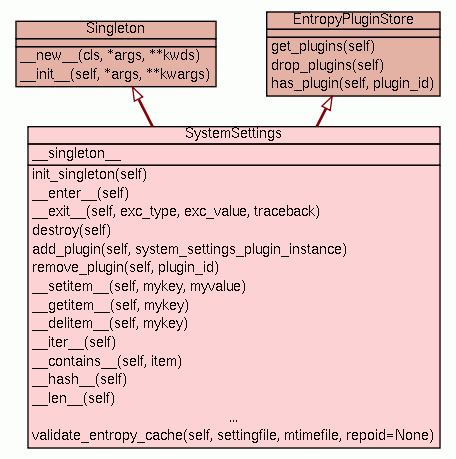 Singleton
__new__(cls, *args, **kwds)
__init__(self, *args, **kwargs)
EntropyPluginStore
get_plugins(self)
drop_plugins(self)
has_plugin(self, plugin_id)
SystemSettings
__singleton__
init_singleton(self)
__enter__(self)
__exit__(self, exc_type, exc_value, traceback)
destroy(self)
add_plugin(self, system_settings_plugin_instance)
remove_plugin(self, plugin_id)
__setitem__(self, mykey, myvalue)
__getitem__(self, mykey)
__delitem__(self, mykey)
__iter__(self)
__contains__(self, item)
__hash__(self)
__len__(self)
...
validate_entropy_cache(self, settingfile, mtimefile, repoid=None)